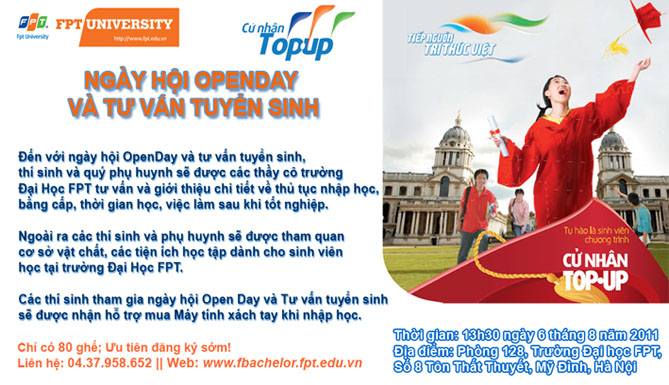 FPT.
Fpt University
FPT UNIVERSITY
http://www.fpt.edu.vn
Cử nhân
Topup
TIẾP NGUỒN
TRI THỨC VIỆT
NGÀY HỘI OPENDAY
VÀ TƯ VẤN TUYỂN SINH
Đến với ngày hội OpenDay và tư vấn tuyển sinh,
thí sinh và quý phụ huynh sẽ được các thầy cô trường
Đại Học FPT tư vấn và giới thiệu chi tiết về thủ tục nhập học,
bằng cấp, thời gian học, việc làm sau khi tốt nghiệp.
Ngoài ra các thí sinh và phụ huynh sẽ được tham quan
cơ sở vật chất, các tiện ích học tập dành cho sinh viên
học tại trường Đại Học FPT.
Các thí sinh tham gia ngày hội Open Day và Tư vấn tuyển sinh
sẽ được nhận hỗ trợ mua Máy tính xách tay khi nhập học.
Chỉ có 80 ghế; Ưu tiên đăng ký sớm!
Liên hệ: 04.37.958.652 || Web: www.fbachelor.fpt.edu.vn
Tự hào là sinh viên
chương trình
CỬ NHÂN
TOP-UP
Thời gian: 13h30 ngày 6 tháng 8 năm 2011
Địa điểm: Phòng 128, Trường Đại học FPT,
Số 8 Tôn Thất Thuyết, Mỹ Đình, Hà Nội